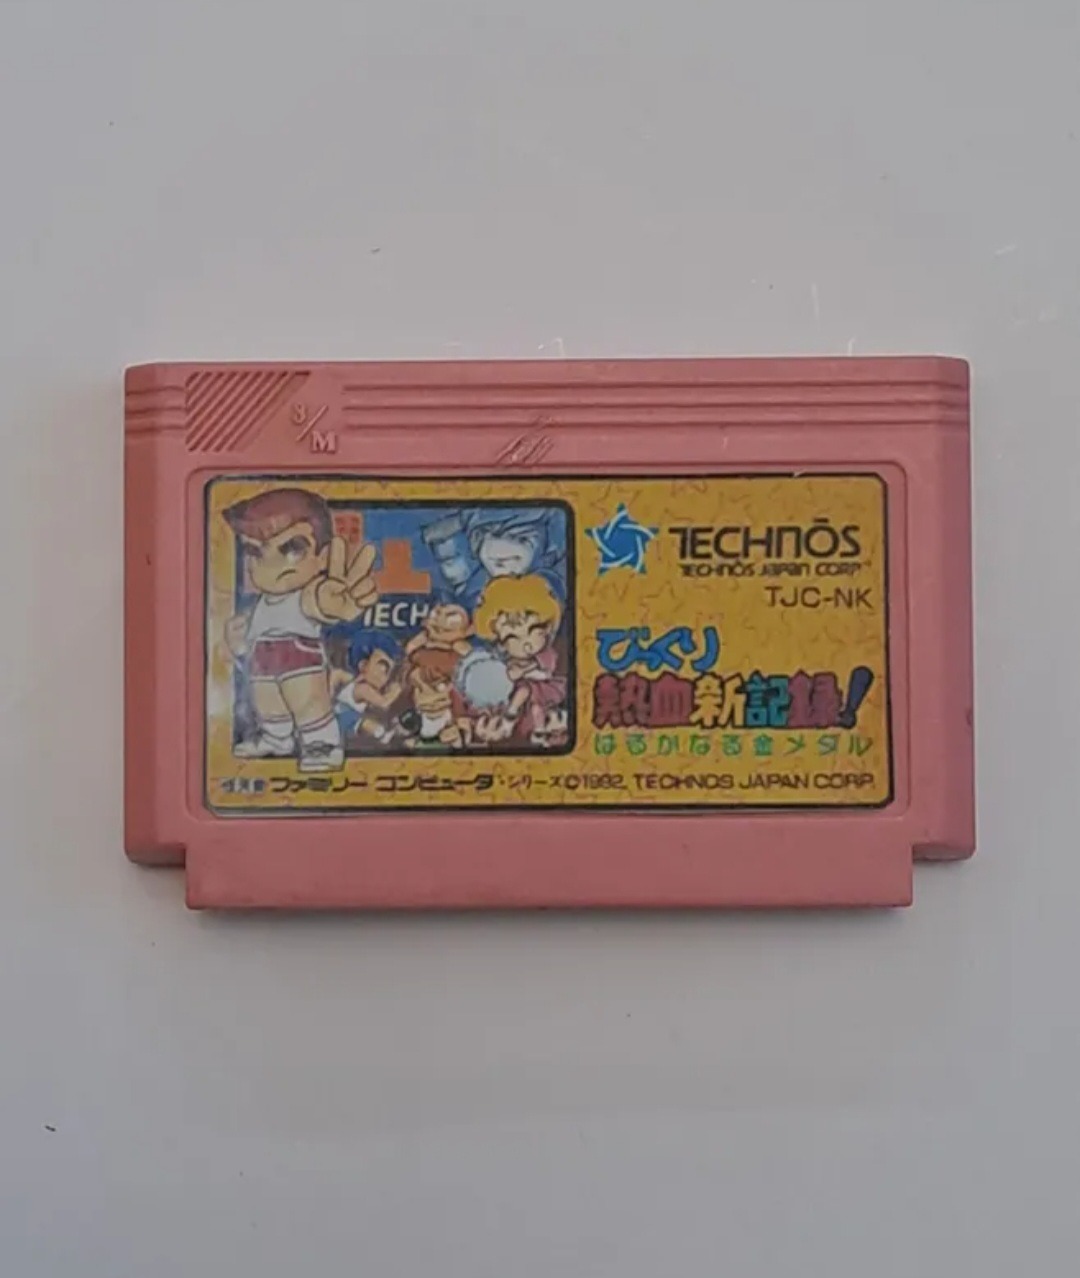 3/M
TECH
TECHNŌS
TECHNŌS JAPAN CORP.
TJC-NK
びっくり
熱血新記録!
はるかなる金メダル
ファミリー コンピュータ・シリーズ©1992 TECHNOS JAPAN CORP.